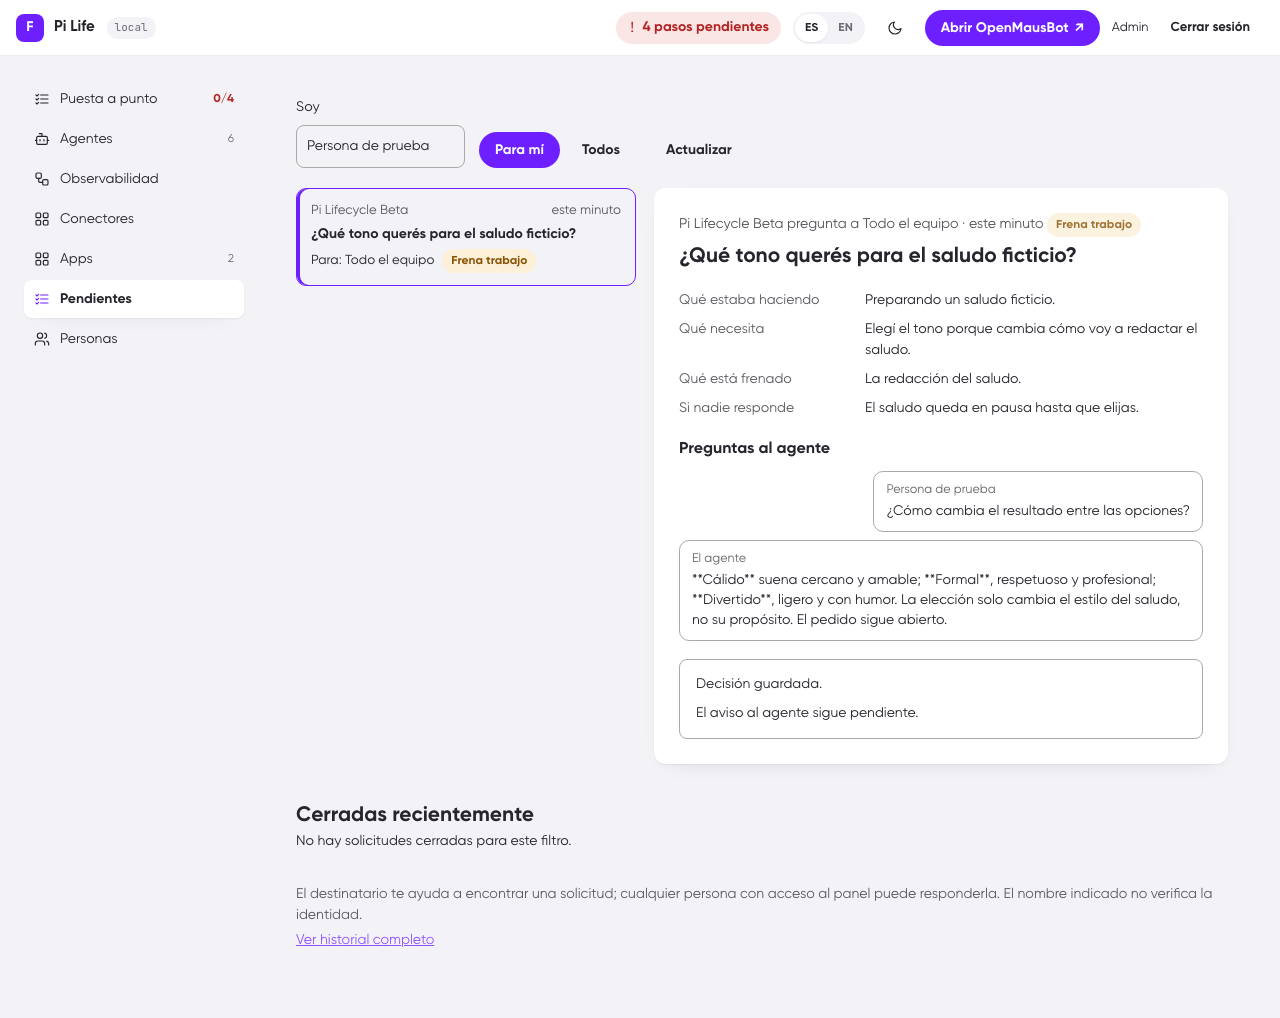 F Pi Life local
! 4 pasos pendientes ES EN Abrir OpenMausBot ↗ Admin Cerrar sesión
Puesta a punto 0/4
Agentes 6
Observabilidad
Conectores
Apps 2
Pendientes
Personas
Soy
Persona de prueba Para mí Todos Actualizar
Pi Lifecycle Beta este minuto
¿Qué tono querés para el saludo ficticio?
Para: Todo el equipo Frena trabajo
Pi Lifecycle Beta pregunta a Todo el equipo · este minuto Frena trabajo
¿Qué tono querés para el saludo ficticio?
Qué estaba haciendo Preparando un saludo ficticio.
Qué necesita Elegí el tono porque cambia cómo voy a redactar el
saludo.
Qué está frenado La redacción del saludo.
Si nadie responde El saludo queda en pausa hasta que elijas.
Preguntas al agente
Persona de prueba
¿Cómo cambia el resultado entre las opciones?
El agente
**Cálido** suena cercano y amable; **Formal**, respetuoso y profesional;
**Divertido**, ligero y con humor. La elección solo cambia el estilo del saludo,
no su propósito. El pedido sigue abierto.
Decisión guardada.
El aviso al agente sigue pendiente.
Cerradas recientemente
No hay solicitudes cerradas para este filtro.
El destinatario te ayuda a encontrar una solicitud; cualquier persona con acceso al panel puede responderla. El nombre indicado no verifica la
identidad.
Ver historial completo